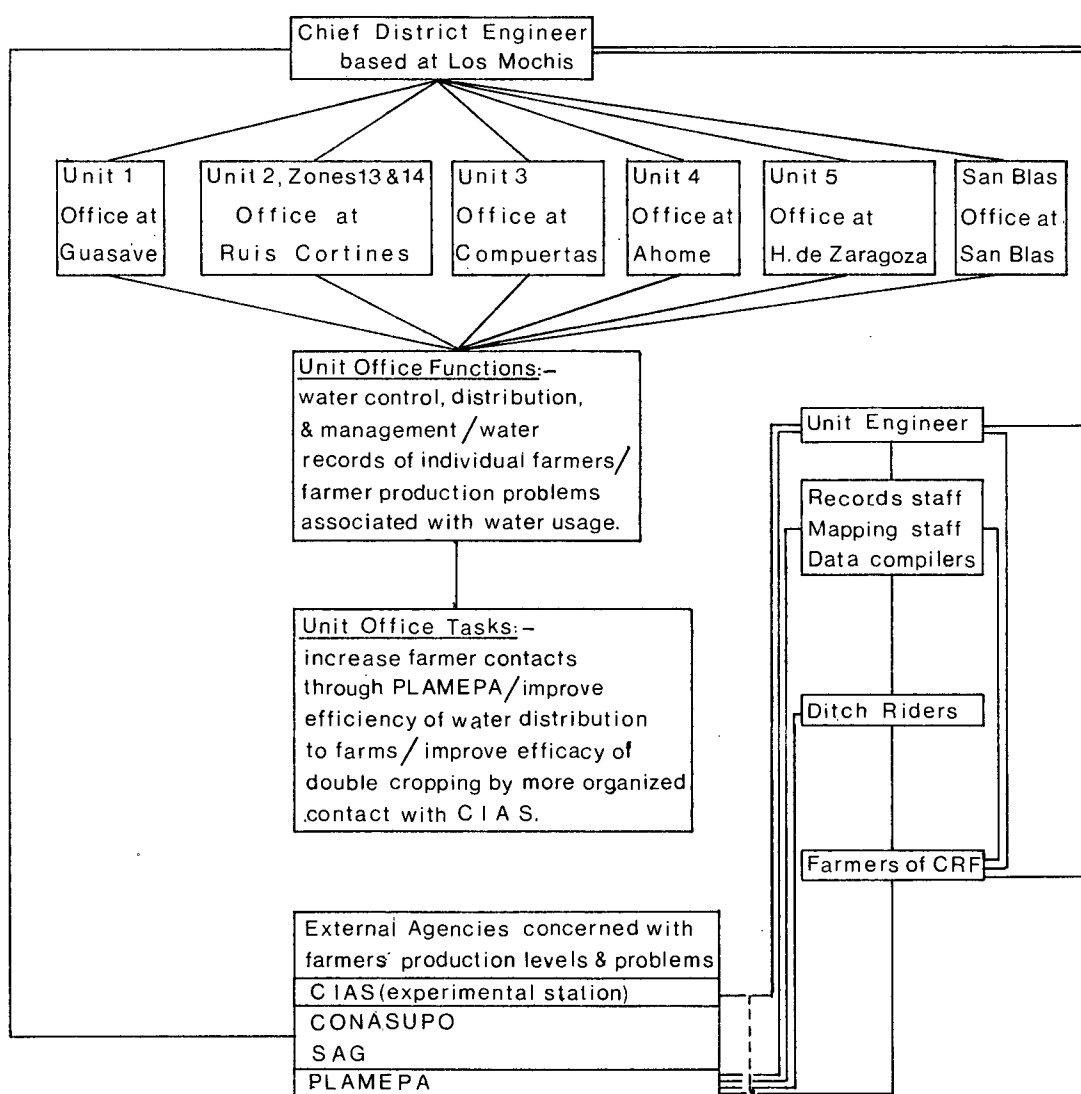 Chief District Engineer
based at Los Mochis
Unit 1
Office at
Guasave
Unit 2, Zones 13 & 14
Office at
Ruis Cortines
Unit 3
Office at
Compuertas
Unit 4
Office at
Ahome
Unit 5
Office at
H. de Zaragoza
San Blas
Office at
San Blas
Unit Office Functions:-
water control, distribution,
& management / water
records of individual farmers /
farmer production problems
associated with water usage.
Unit Office Tasks:-
increase farmer contacts
through PLAMEPA / improve
efficiency of water distribution
to farms / improve efficacy of
double cropping by more organized
contact with CIAS.
Unit Engineer
Records staff
Mapping staff
Data compilers
Ditch Riders
Farmers of CRF
External Agencies concerned with
farmers' production levels & problems
CIAS (experimental station)
CONASUPO
SAG
PLAMEPA